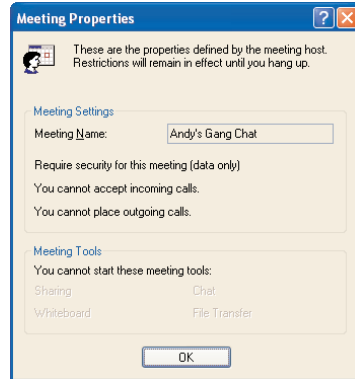 Meeting Properties
These are the properties defined by the meeting host.
Restrictions will remain in effect until you hang up.
Meeting Settings
Meeting Name: Andy's Gang Chat
Require security for this meeting (data only)
You cannot accept incoming calls.
You cannot place outgoing calls.
Meeting Tools
You cannot start these meeting tools:
Sharing Chat
Whiteboard File Transfer
OK